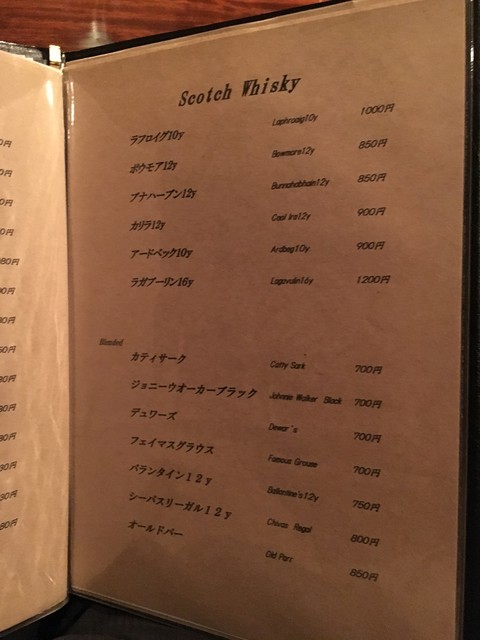 Scotch Whisky
ラフロイグ10y Laphroaig10y 1000円
ボウモア12y Bowmore12y 850円
ブナハーブン12y Bunnahabhain12y 850円
カリラ12y Caol Ira12y 900円
アードベック10y Ardbeg10y 900円
ラガブーリン16y Lagavulin16y 1200円
Blended
カティサーク Catty Sark 700円
ジョニーウオーカーブラック Johnnie Walker Black 700円
デュワーズ Dewar's 700円
フェイマスグラウス Famous Grouse 700円
バランタイン12y Ballantine's12y 750円
シーバスリーガル12y Chivas Regal 800円
オールドパー Old Parr 850円